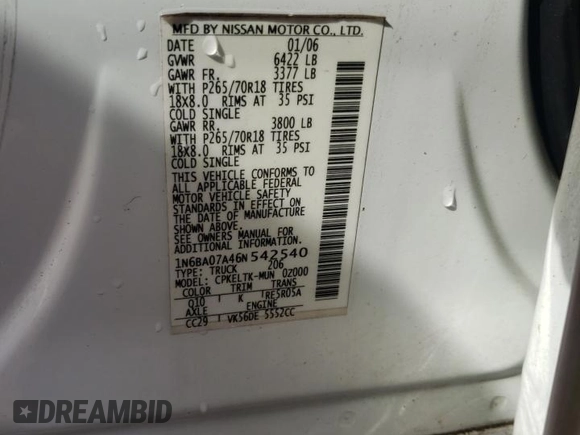 MFD BY NISSAN MOTOR CO., LTD.
DATE 01/06
GVWR 6422 LB
GAWR FR. 3377 LB
WITH P265/70R18 TIRES
18X8.0 RIMS AT 35 PSI
COLD SINGLE
GAWR RR. 3800 LB
WITH P265/70R18 TIRES
18X8.0 RIMS AT 35 PSI
COLD SINGLE
THIS VEHICLE CONFORMS TO
ALL APPLICABLE FEDERAL
MOTOR VEHICLE SAFETY
STANDARDS IN EFFECT ON
THE DATE OF MANUFACTURE
SHOWN ABOVE.
SEE OWNERS MANUAL FOR
ADDITIONAL INFORMATION.
1N6BA07A46N 542540
TYPE: TRUCK 206
MODEL: CPKELTK-MUN 02000
COLOR TRIM TRANS
Q10 K RE5R05A
AXLE ENGINE
CC29 VK56DE 5552CC
DREAMBID